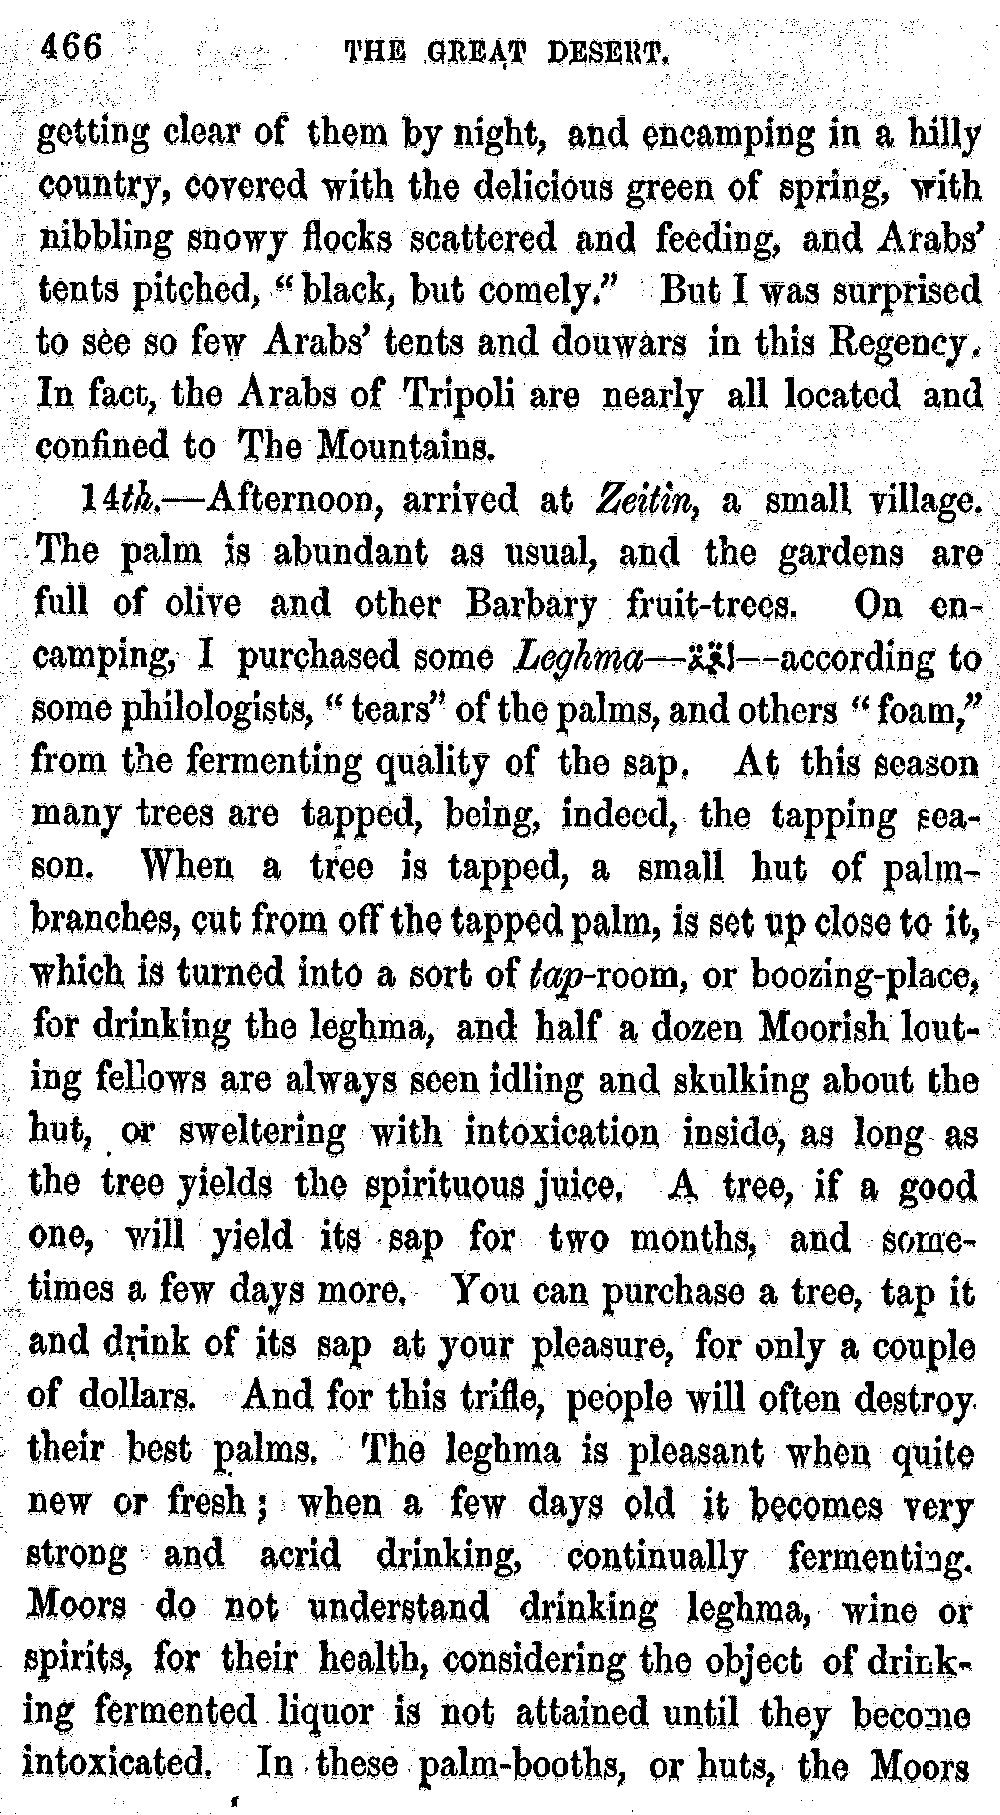 466 THE GREAT DESERT.
getting clear of them by night, and encamping in a hilly
country, covered with the delicious green of spring, with
nibbling snowy flocks scattered and feeding, and Arabs'
tents pitched, "black, but comely." But I was surprised
to see so few Arabs' tents and douwars in this Regency.
In fact, the Arabs of Tripoli are nearly all located and
confined to The Mountains.
14th.—Afternoon, arrived at Zeitin, a small village.
The palm is abundant as usual, and the gardens are
full of olive and other Barbary fruit-trees. On en-
camping, I purchased some Leghma——according to
some philologists, "tears" of the palms, and others "foam,"
from the fermenting quality of the sap. At this season
many trees are tapped, being, indeed, the tapping sea-
son. When a tree is tapped, a small hut of palm-
branches, cut from off the tapped palm, is set up close to it,
which is turned into a sort of tap-room, or boozing-place,
for drinking the leghma, and half a dozen Moorish lout-
ing fellows are always seen idling and skulking about the
hut, or sweltering with intoxication inside, as long as
the tree yields the spirituous juice. A tree, if a good
one, will yield its sap for two months, and some-
times a few days more. You can purchase a tree, tap it
and drink of its sap at your pleasure, for only a couple
of dollars. And for this trifle, people will often destroy
their best palms. The leghma is pleasant when quite
new or fresh; when a few days old it becomes very
strong and acrid drinking, continually fermenting.
Moors do not understand drinking leghma, wine or
spirits, for their health, considering the object of drink-
ing fermented liquor is not attained until they become
intoxicated. In these palm-booths, or huts, the Moors